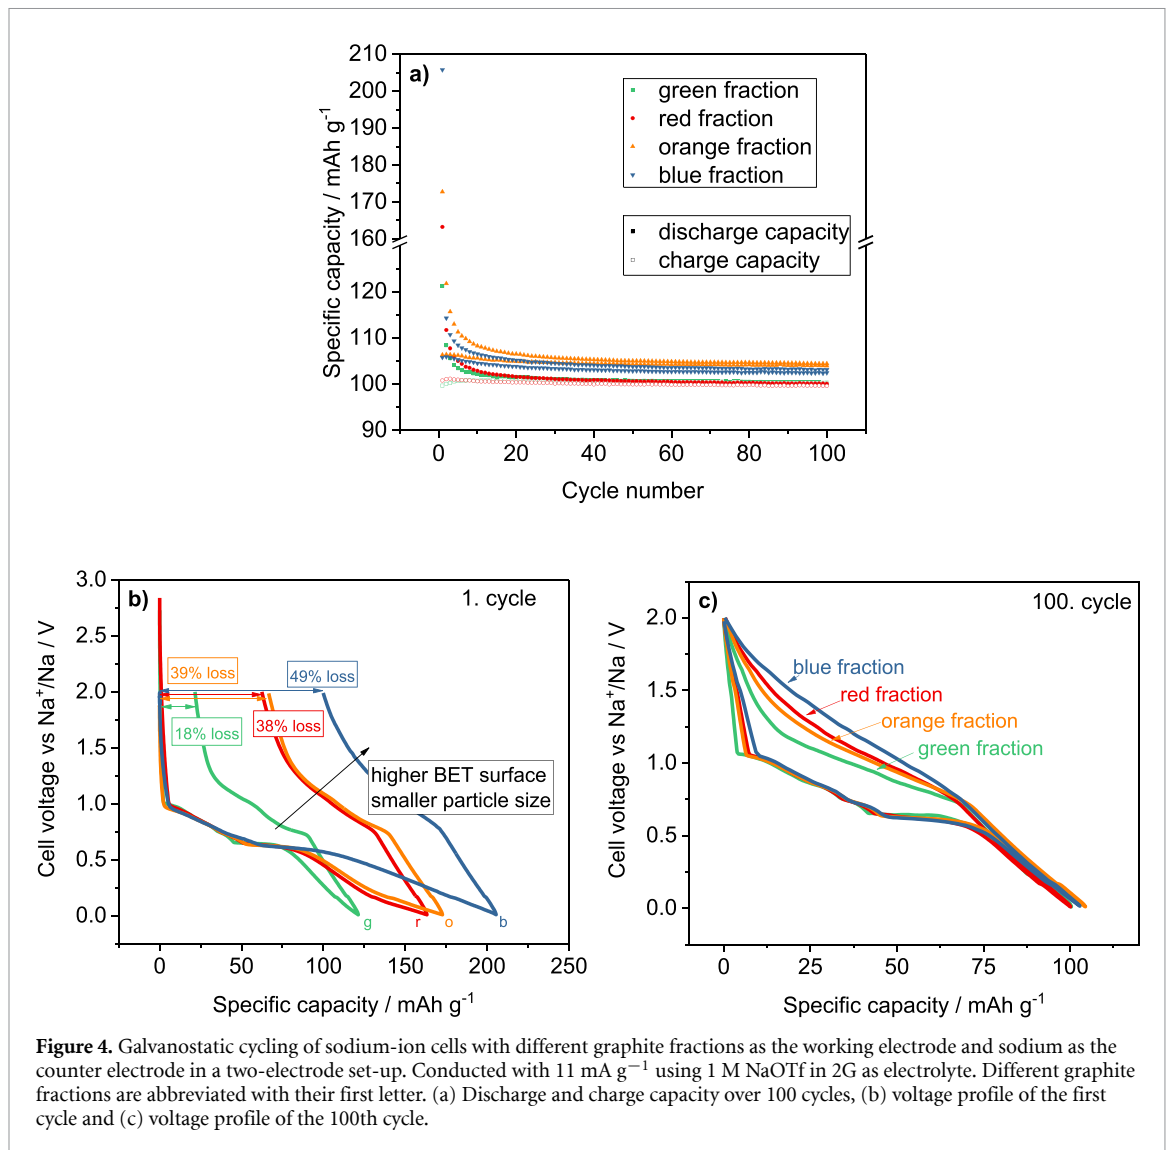 a)
210
200
190
180
170
160
120
110
100
90
Specific capacity / mAh g-1
green fraction
red fraction
orange fraction
blue fraction
discharge capacity
charge capacity
0 20 40 60 80 100
Cycle number
b)
1. cycle
3.0
2.5
2.0
1.5
1.0
0.5
0.0
Cell voltage vs Na+/Na / V
39% loss
49% loss
18% loss
38% loss
higher BET surface
smaller particle size
g r o b
0 50 100 150 200 250
Specific capacity / mAh g-1
c)
100. cycle
2.0
1.5
1.0
0.5
0.0
Cell voltage vs Na+/Na / V
blue fraction
red fraction
orange fraction
green fraction
0 25 50 75 100
Specific capacity / mAh g-1
Figure 4. Galvanostatic cycling of sodium-ion cells with different graphite fractions as the working electrode and sodium as the
counter electrode in a two-electrode set-up. Conducted with 11 mA g−1 using 1 M NaOTf in 2G as electrolyte. Different graphite
fractions are abbreviated with their first letter. (a) Discharge and charge capacity over 100 cycles, (b) voltage profile of the first
cycle and (c) voltage profile of the 100th cycle.